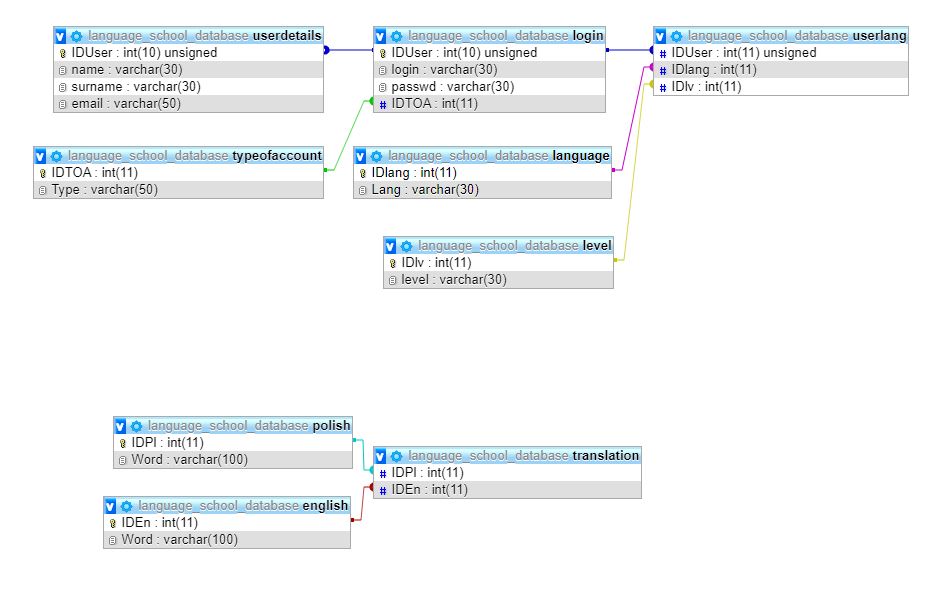 language_school_database userdetails
IDUser : int(10) unsigned
name : varchar(30)
surname : varchar(30)
email : varchar(50)
language_school_database login
IDUser : int(10) unsigned
login : varchar(30)
passwd : varchar(30)
IDTOA : int(11)
language_school_database userlang
IDUser : int(11) unsigned
IDlang : int(11)
IDlv : int(11)
language_school_database typeofaccount
IDTOA : int(11)
Type : varchar(50)
language_school_database language
IDlang : int(11)
Lang : varchar(30)
language_school_database level
IDlv : int(11)
level : varchar(30)
language_school_database polish
IDPl : int(11)
Word : varchar(100)
language_school_database translation
IDPl : int(11)
IDEn : int(11)
language_school_database english
IDEn : int(11)
Word : varchar(100)